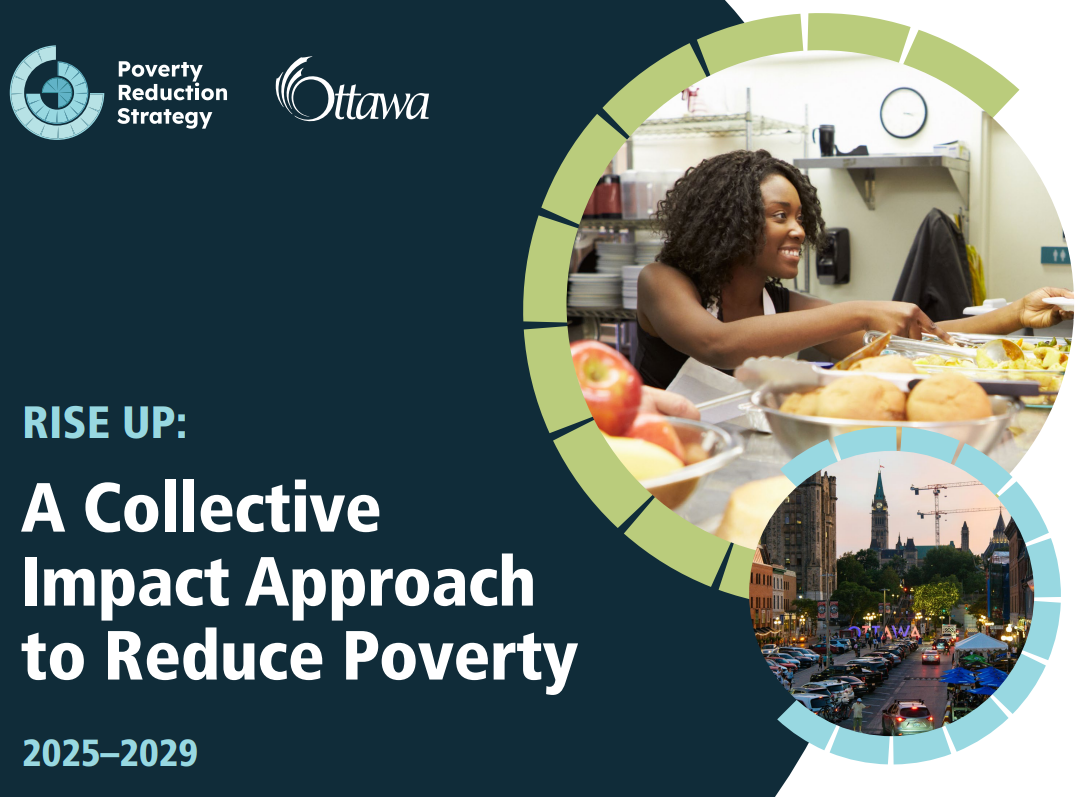 Poverty
Reduction
Strategy
Ottawa
RISE UP:
A Collective
Impact Approach
to Reduce Poverty
2025–2029
OTTAWA